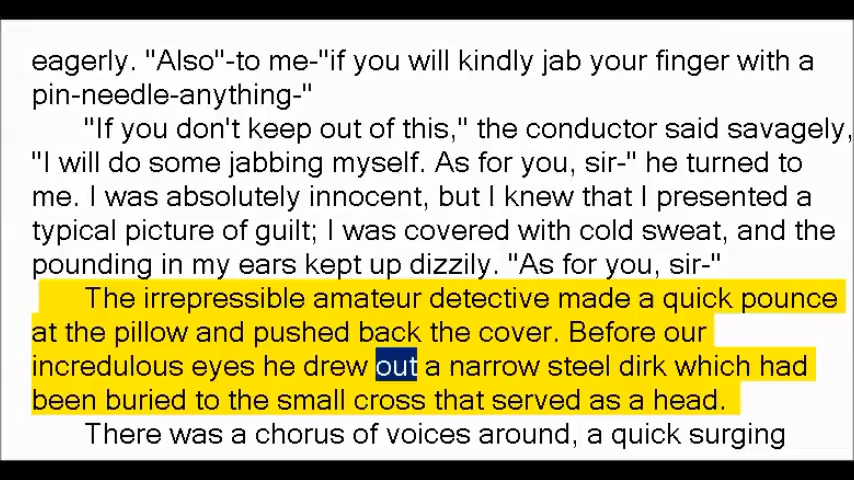 eagerly. "Also"-to me-"if you will kindly jab your finger with a
pin-needle-anything-"
"If you don't keep out of this," the conductor said savagely,
"I will do some jabbing myself. As for you, sir-" he turned to
me. I was absolutely innocent, but I knew that I presented a
typical picture of guilt; I was covered with cold sweat, and the
pounding in my ears kept up dizzily. "As for you, sir-"
The irrepressible amateur detective made a quick pounce
at the pillow and pushed back the cover. Before our
incredulous eyes he drew out a narrow steel dirk which had
been buried to the small cross that served as a head.
There was a chorus of voices around, a quick surging